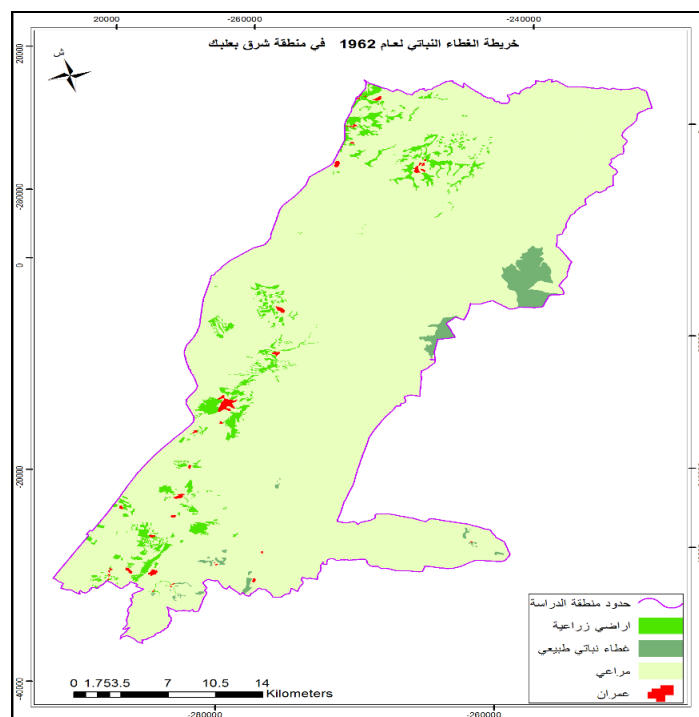 20000 -260000 -240000
خريطة الغطاء النباتي لعام 1962 في منطقة شرق بعلبك
ش
20000
-20000
0
-20000
-40000
حدود منطقة الدراسة
اراضي زراعية
غطاء نباتي طبيعي
مراعي
عمران
0 1.753.5 7 10.5 14
Kilometers
-280000 -260000